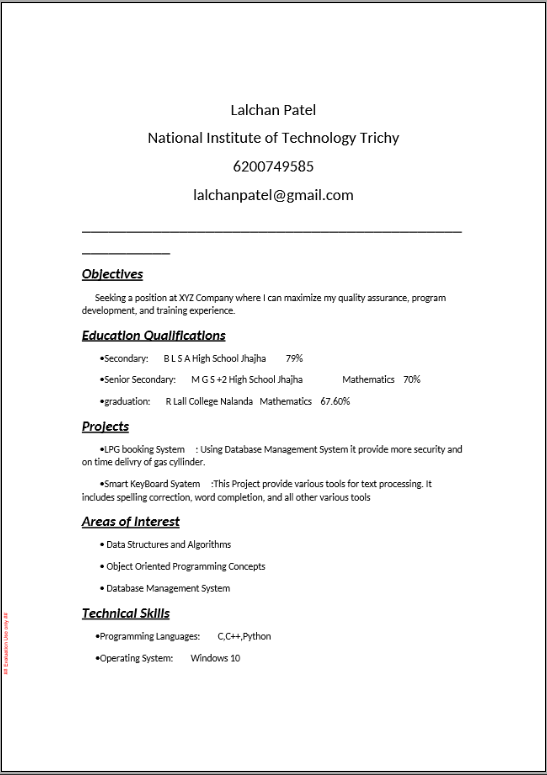 Lalchan Patel
National Institute of Technology Trichy
6200749585
lalchanpatel@gmail.com
Objectives
Seeking a position at XYZ Company where I can maximize my quality assurance, program
development, and training experience.
Education Qualifications
•Secondary: B L S A High School Jhajha 79%
•Senior Secondary: M G S +2 High School Jhajha Mathematics 70%
•graduation: R Lall College Nalanda Mathematics 67.60%
Projects
•LPG booking System : Using Database Management System it provide more security and
on time delivry of gas cyllinder.
•Smart KeyBoard Syatem :This Project provide various tools for text processing. It
includes spelling correction, word completion, and all other various tools
Areas of Interest
• Data Structures and Algorithms
• Object Oriented Programming Concepts
• Database Management System
Technical Skills
•Programming Languages: C,C++,Python
•Operating System: Windows 10
## Evaluation Use only ##